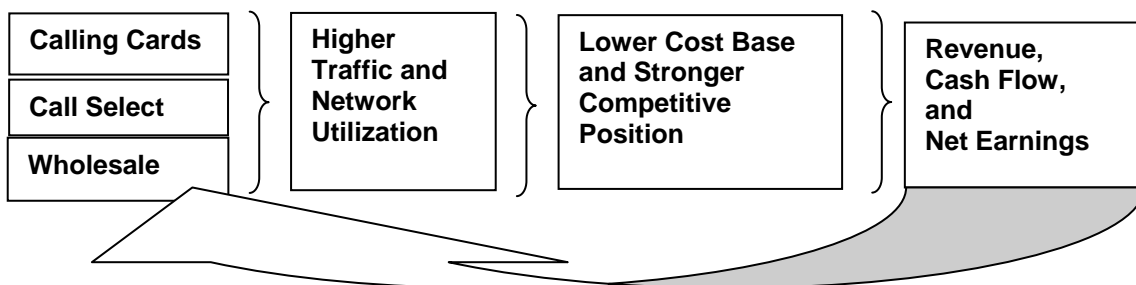 Calling Cards
Call Select
Wholesale
Higher
Traffic and
Network
Utilization
Lower Cost Base
and Stronger
Competitive
Position
Revenue,
Cash Flow,
and
Net Earnings